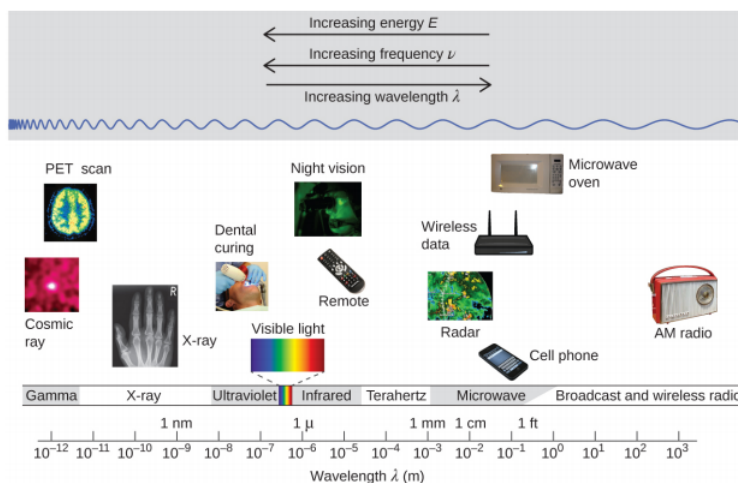 Increasing energy E
Increasing frequency ν
Increasing wavelength λ
PET scan
Night vision
Microwave
oven
Dental
curing
Wireless
data
Cosmic
ray
R
X-ray
Remote
Visible light
Radar
Cell phone
AM radio
Gamma X-ray Ultraviolet Infrared Terahertz Microwave Broadcast and wireless radio
1 nm 1 µ 1 mm 1 cm 1 ft
10⁻¹² 10⁻¹¹ 10⁻¹⁰ 10⁻⁹ 10⁻⁸ 10⁻⁷ 10⁻⁶ 10⁻⁵ 10⁻⁴ 10⁻³ 10⁻² 10⁻¹ 10⁰ 10¹ 10² 10³
Wavelength λ (m)